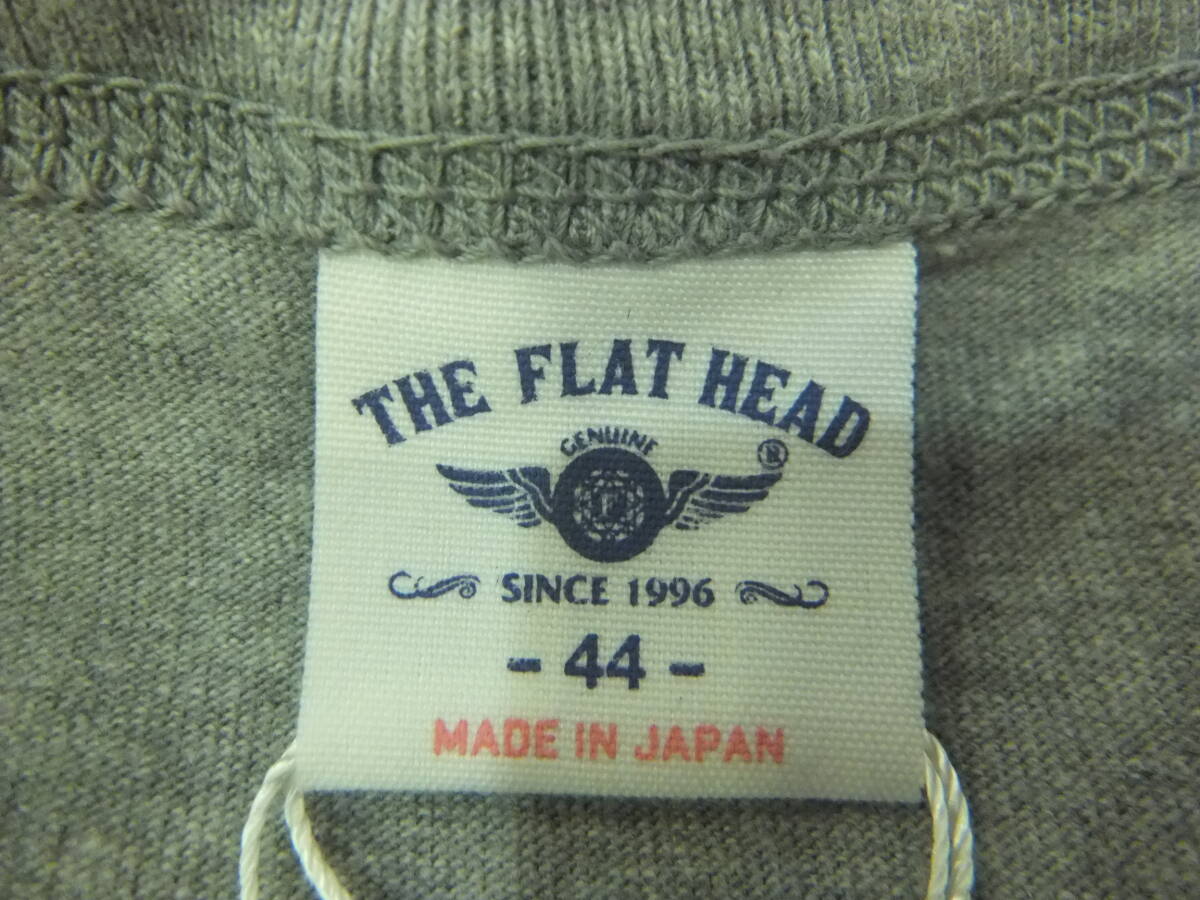 THE FLAT HEAD
GENUINE
®
SINCE 1996
- 44 -
MADE IN JAPAN